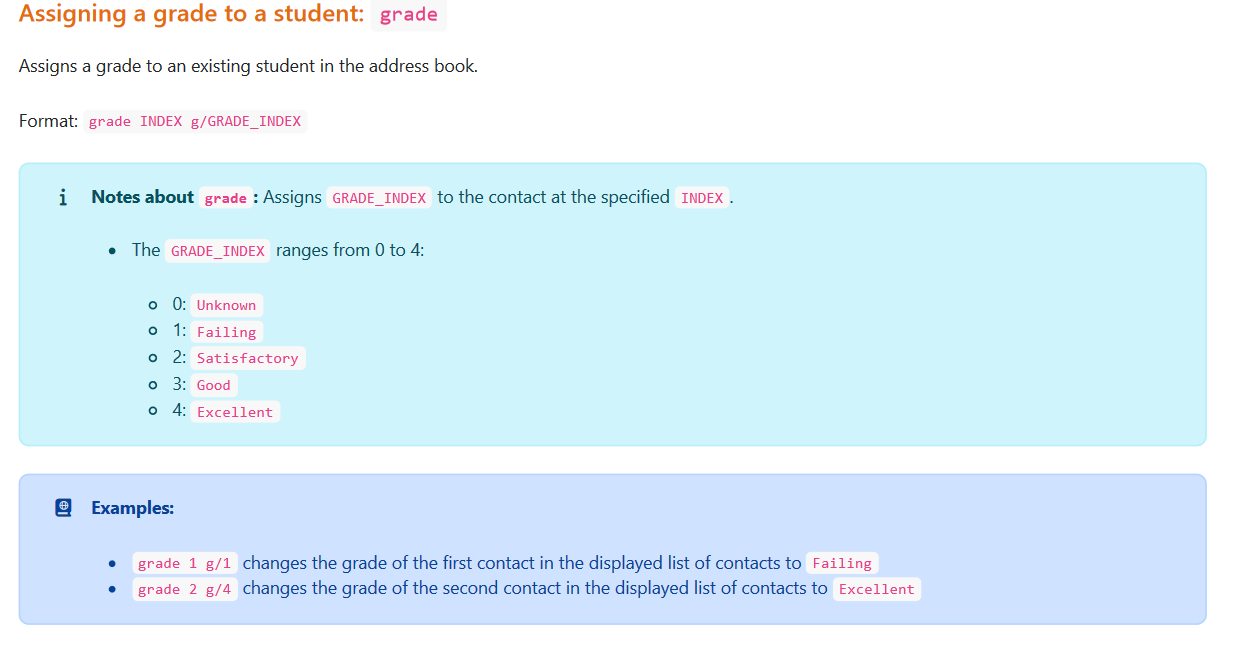 Assigning a grade to a student: grade
Assigns a grade to an existing student in the address book.
Format: grade INDEX g/GRADE_INDEX
Notes about grade : Assigns GRADE_INDEX to the contact at the specified INDEX .
The GRADE_INDEX ranges from 0 to 4:
0: Unknown
1: Failing
2: Satisfactory
3: Good
4: Excellent
Examples:
grade 1 g/1 changes the grade of the first contact in the displayed list of contacts to Failing
grade 2 g/4 changes the grade of the second contact in the displayed list of contacts to Excellent